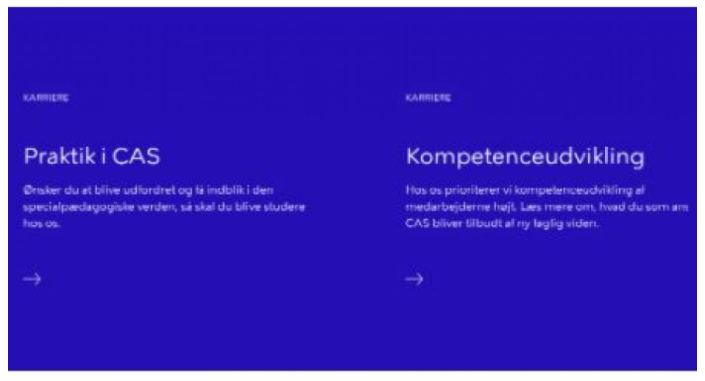 KARRIERE
Praktik i CAS
Ønsker du at blive udfordret og få indblik i den
specialpædagogiske verden, så skal du blive studere
hos os.
KARRIERE
Kompetenceudvikling
Hos os prioriterer vi kompetenceudvikling af
medarbejderne højt. Læs mere om, hvad du som ans
CAS bliver tilbudt af ny faglig viden.